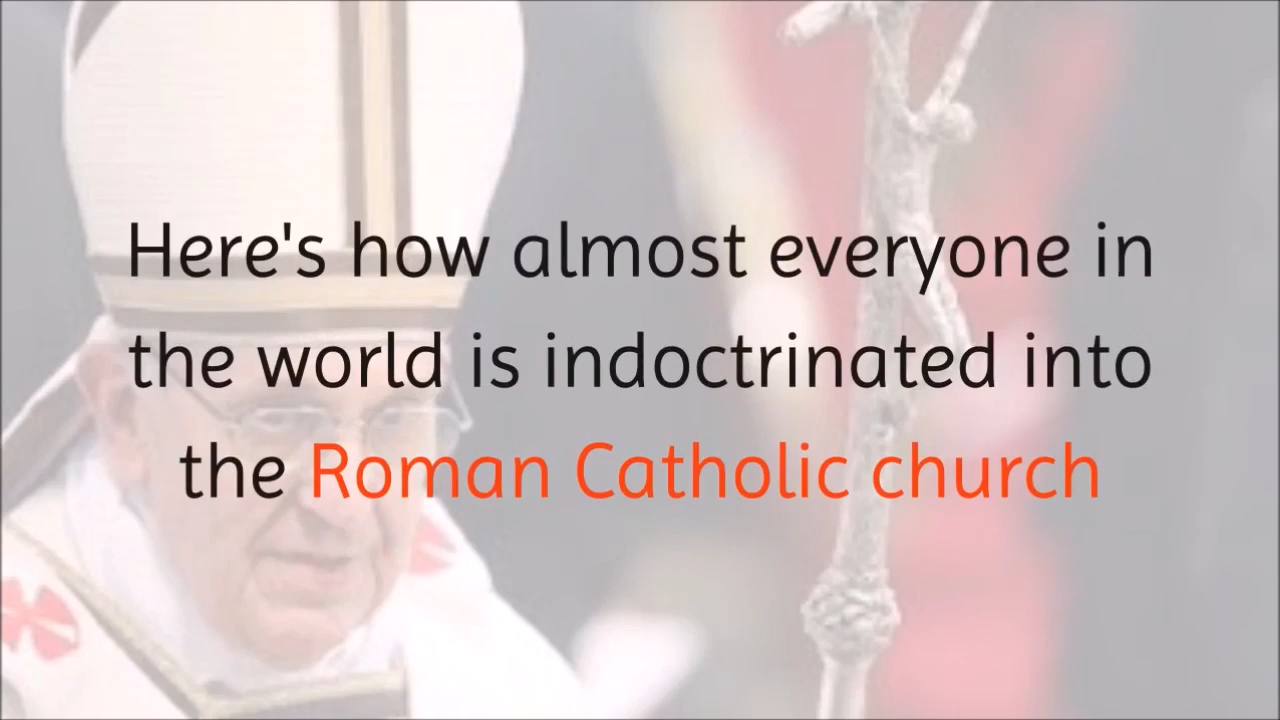 Here's how almost everyone in
the world is indoctrinated into
the Roman Catholic church